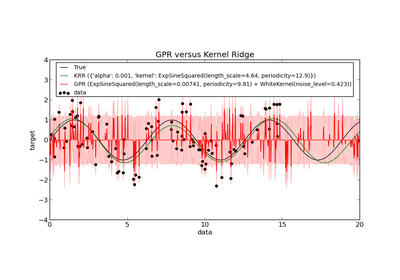 GPR versus Kernel Ridge
True
KRR ({'alpha': 0.001, 'kernel': ExpSineSquared(length_scale=4.64, periodicity=12.9)})
GPR (ExpSineSquared(length_scale=0.00741, periodicity=9.81) + WhiteKernel(noise_level=0.423))
data
4
3
2
1
0
−1
−2
−3
−4
target
0
5
10
15
20
data